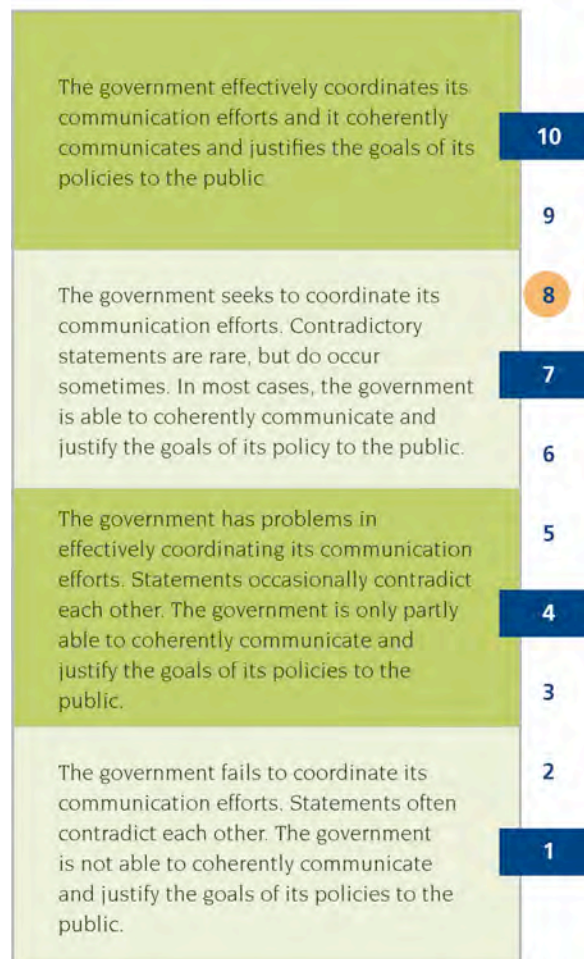 The government effectively coordinates its
communication efforts and it coherently
communicates and justifies the goals of its
policies to the public
10
9
The government seeks to coordinate its
communication efforts. Contradictory
statements are rare, but do occur
sometimes. In most cases, the government
is able to coherently communicate and
justify the goals of its policy to the public.
8
7
6
The government has problems in
effectively coordinating its communication
efforts. Statements occasionally contradict
each other. The government is only partly
able to coherently communicate and
justify the goals of its policies to the
public.
5
4
3
The government fails to coordinate its
communication efforts. Statements often
contradict each other. The government
is not able to coherently communicate
and justify the goals of its policies to the
public.
2
1